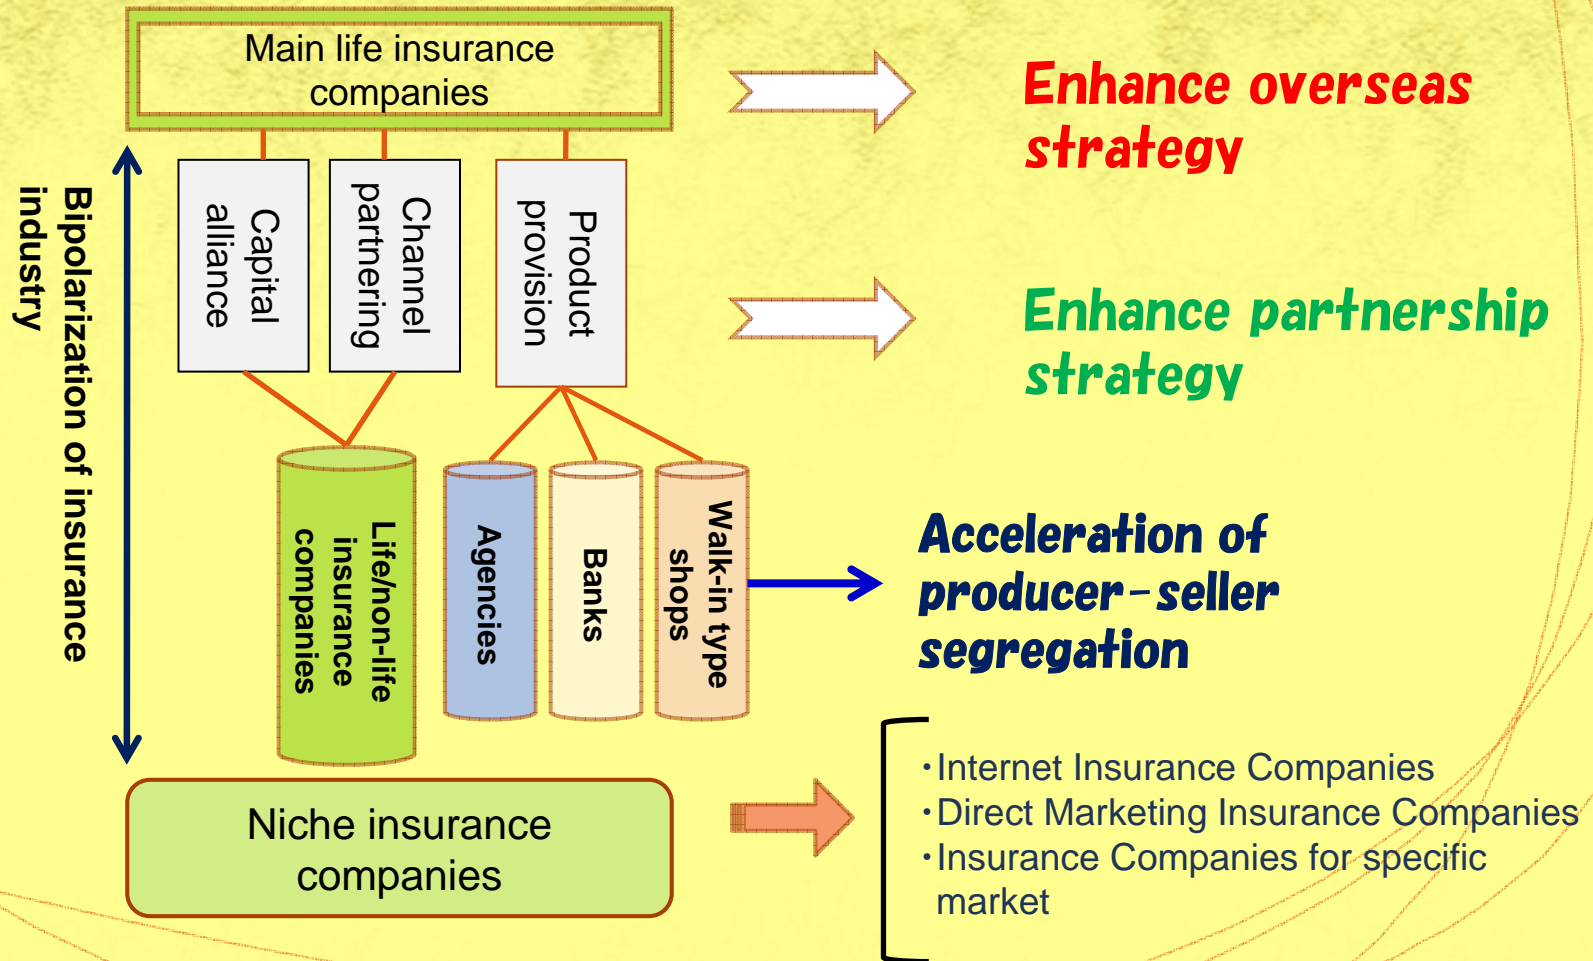 Main life insurance
companies
Enhance overseas
strategy
Bipolarization of insurance
industry
Capital
alliance
Channel
partnering
Product
provision
Enhance partnership
strategy
Life/non-life
insurance
companies
Agencies
Banks
Walk-in type
shops
Acceleration of
producer-seller
segregation
Niche insurance
companies
・Internet Insurance Companies
・Direct Marketing Insurance Companies
・Insurance Companies for specific
market